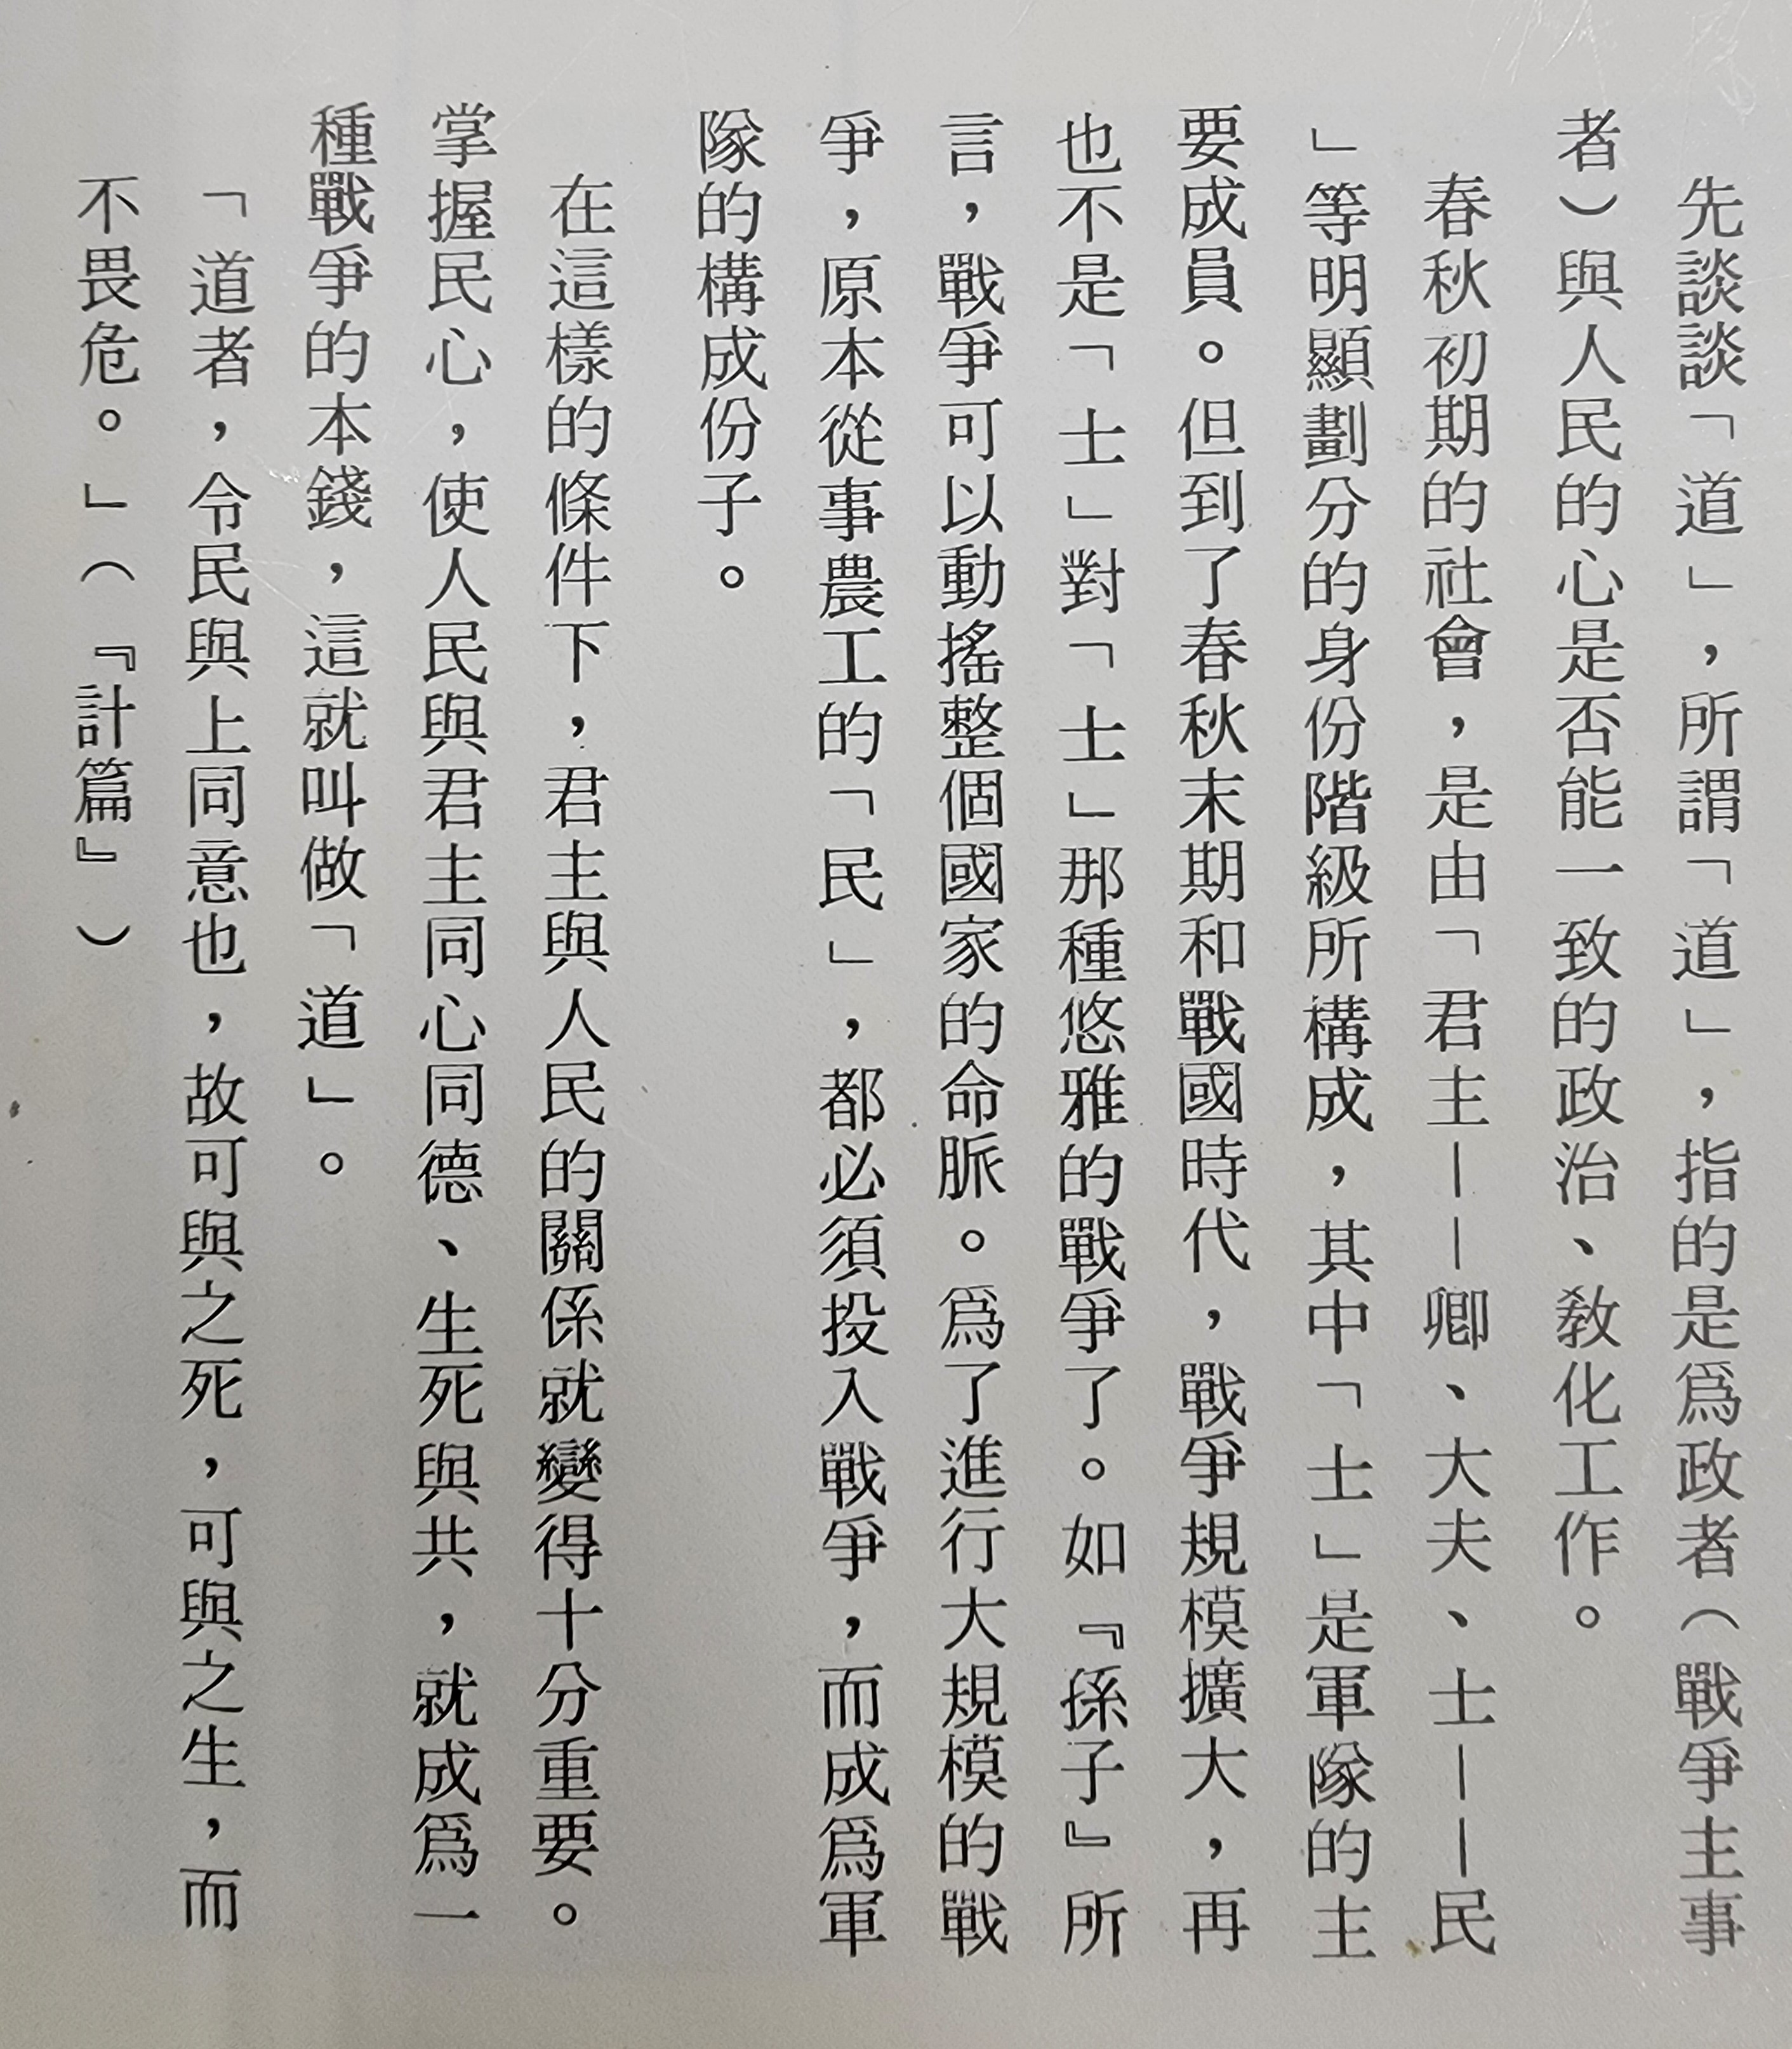 先談談「道」，所謂「道」，指的是爲政者（戰爭主事
者）與人民的心是否能一致的政治、教化工作。
春秋初期的社會，是由「君主——卿、大夫、士——民
」等明顯劃分的身份階級所構成，其中「士」是軍隊的主
要成員。但到了春秋末期和戰國時代，戰爭規模擴大，再
也不是「士」對「士」那種悠雅的戰爭了。如『孫子』所
言，戰爭可以動搖整個國家的命脈。爲了進行大規模的戰
爭，原本從事農工的「民」，都必須投入戰爭，而成爲軍
隊的構成份子。
在這樣的條件下，君主與人民的關係就變得十分重要。
掌握民心，使人民與君主同心同德、生死與共，就成爲一
種戰爭的本錢，這就叫做「道」。
「道者，令民與上同意也，故可與之死，可與之生，而
不畏危。」（『計篇』）